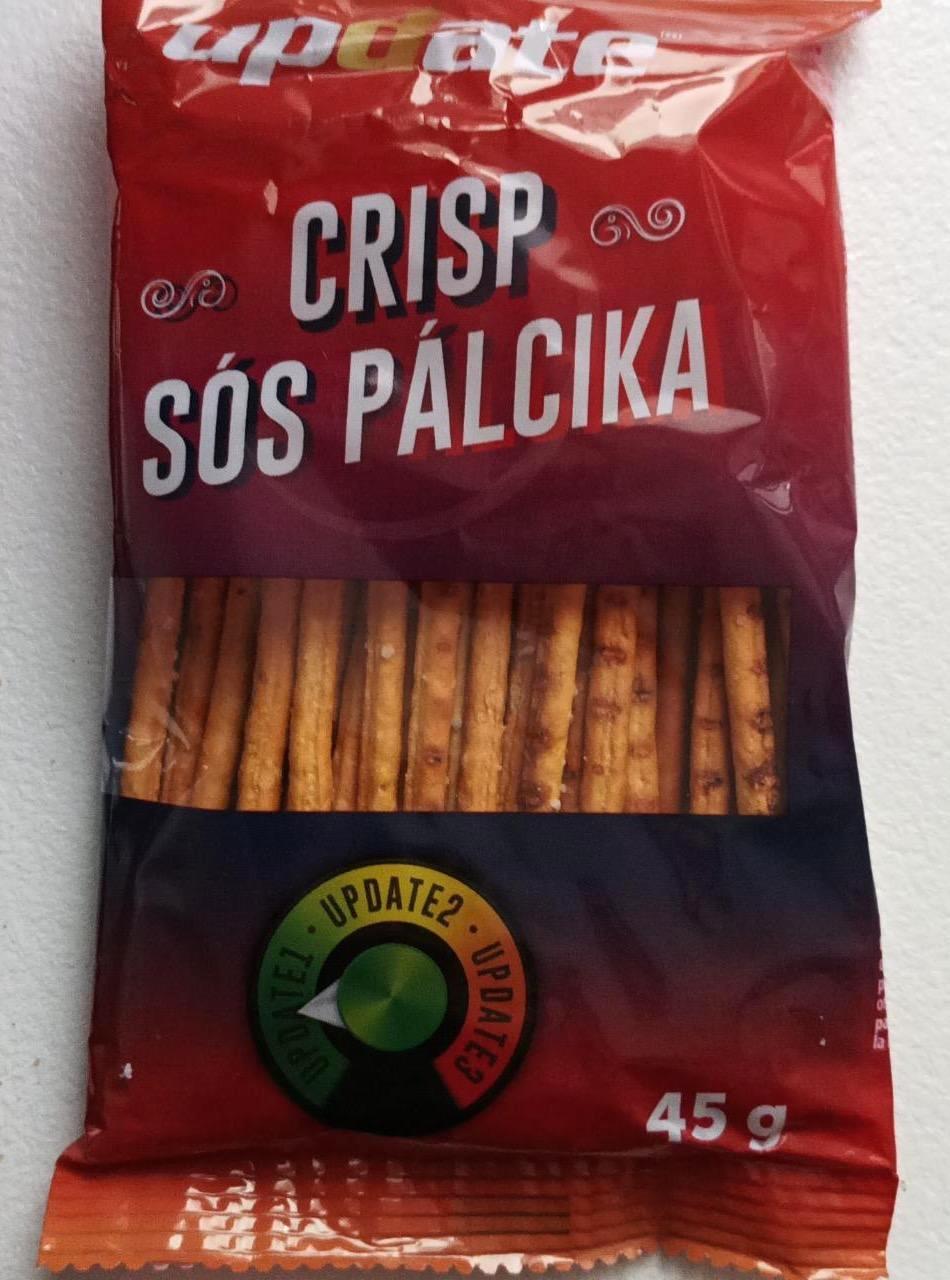 update
CRISP
SÓS PÁLCIKA
UPDATE1 · UPDATE2 · UPDATE3
45 g